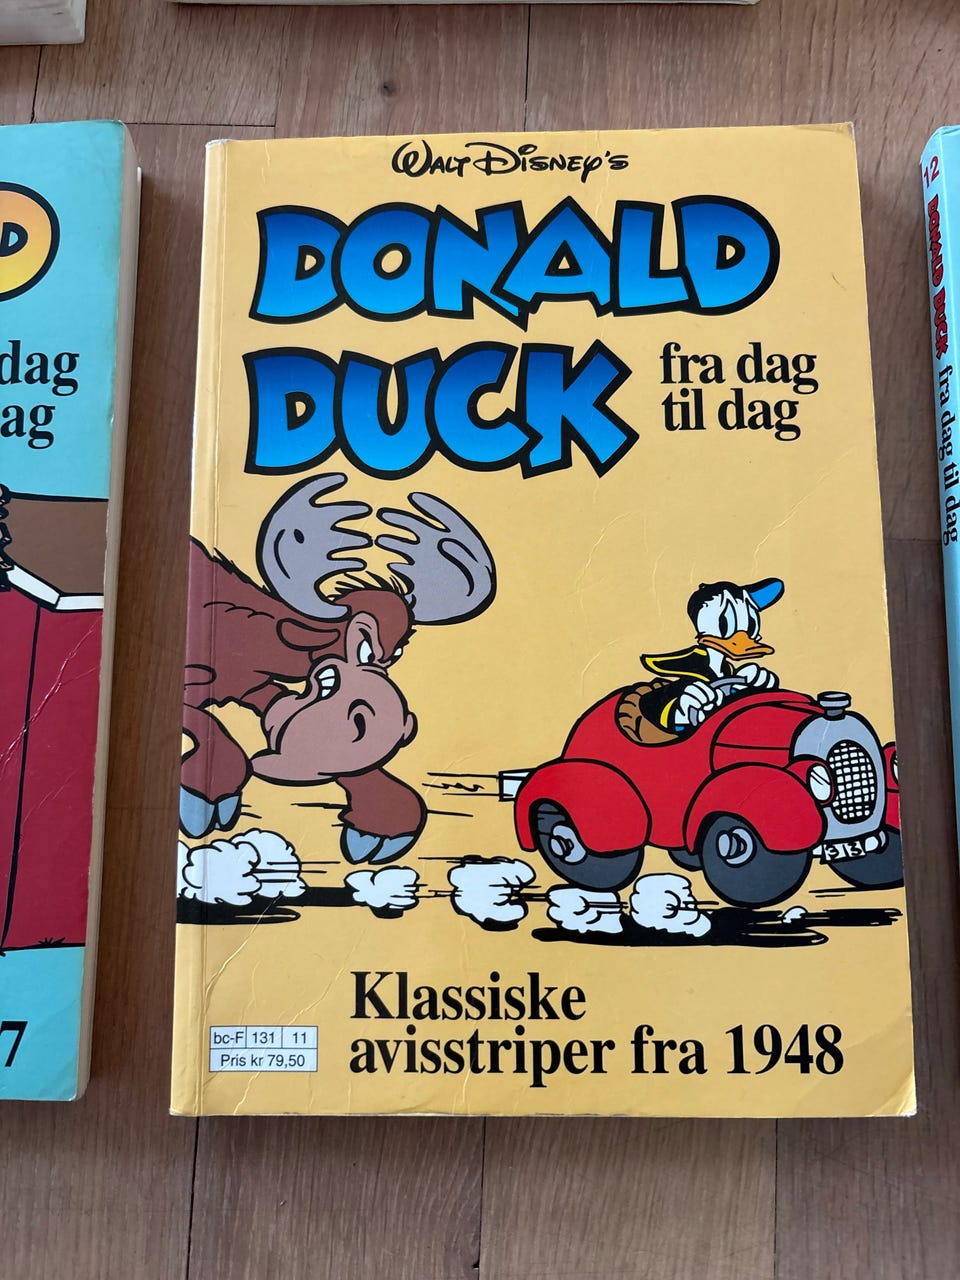 WALT DISNEY'S
DONALD
DUCK
fra dag
til dag
Klassiske
avisstriper fra 1948
bc-F 131 11
Pris kr 79,50
313
D
dag
ag
7
12 DONALD DUCK fra dag til dag